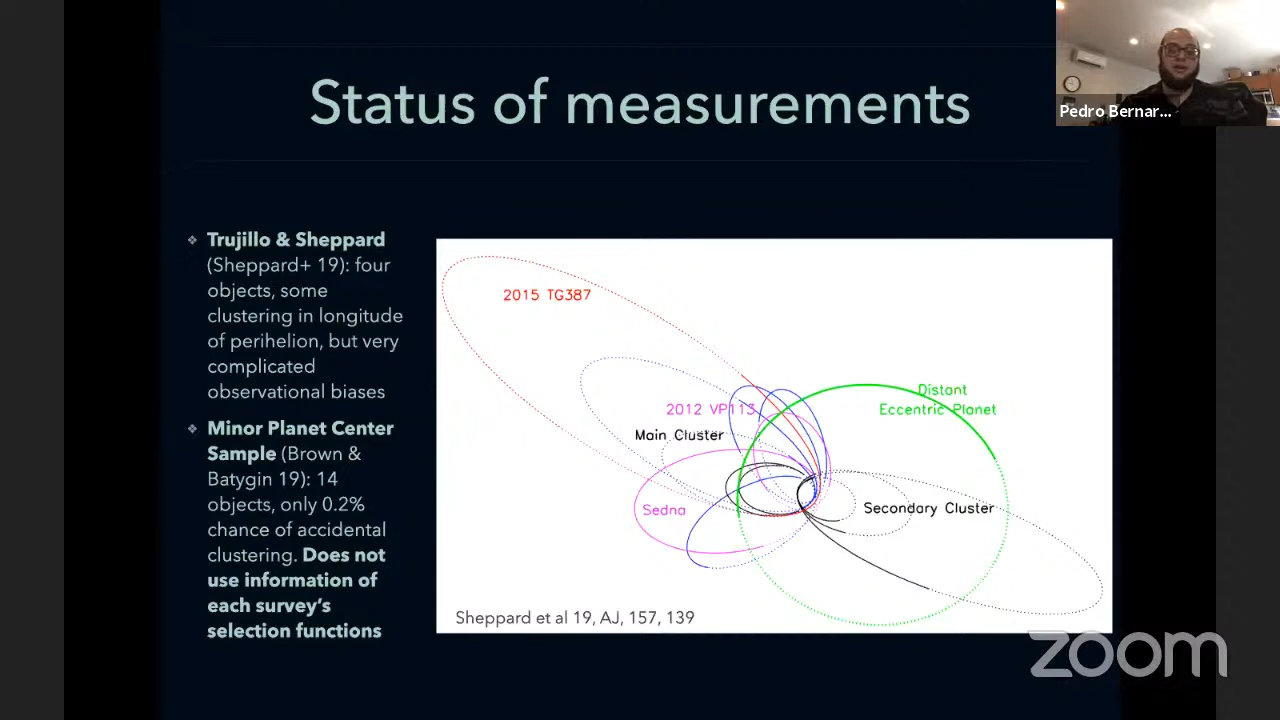 Status of measurements
Pedro Bernar...
❖ Trujillo & Sheppard
(Sheppard+ 19): four
objects, some
clustering in longitude
of perihelion, but very
complicated
observational biases
❖ Minor Planet Center
Sample (Brown &
Batygin 19): 14
objects, only 0.2%
chance of accidental
clustering. Does not
use information of
each survey's
selection functions
2015 TG387
Distant
Eccentric Planet
2012 VP113
Main Cluster
Sedna
Secondary Cluster
Sheppard et al 19, AJ, 157, 139
zoom